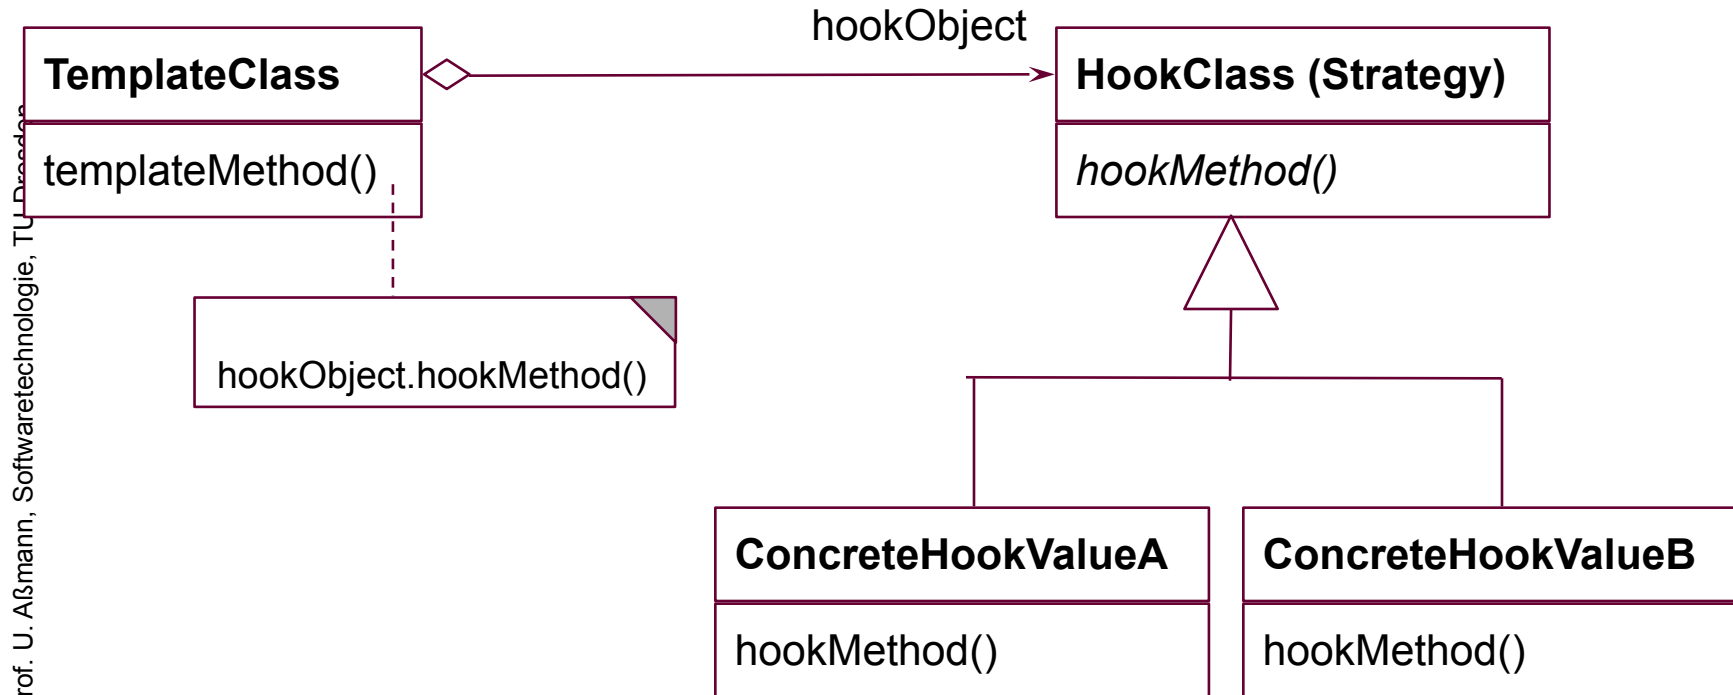 hookObject
TemplateClass
HookClass (Strategy)
templateMethod()
hookMethod()
hookObject.hookMethod()
ConcreteHookValueA
ConcreteHookValueB
hookMethod()
hookMethod()
rof. U. Aßmann, Softwaretechnologie, TU Dresden